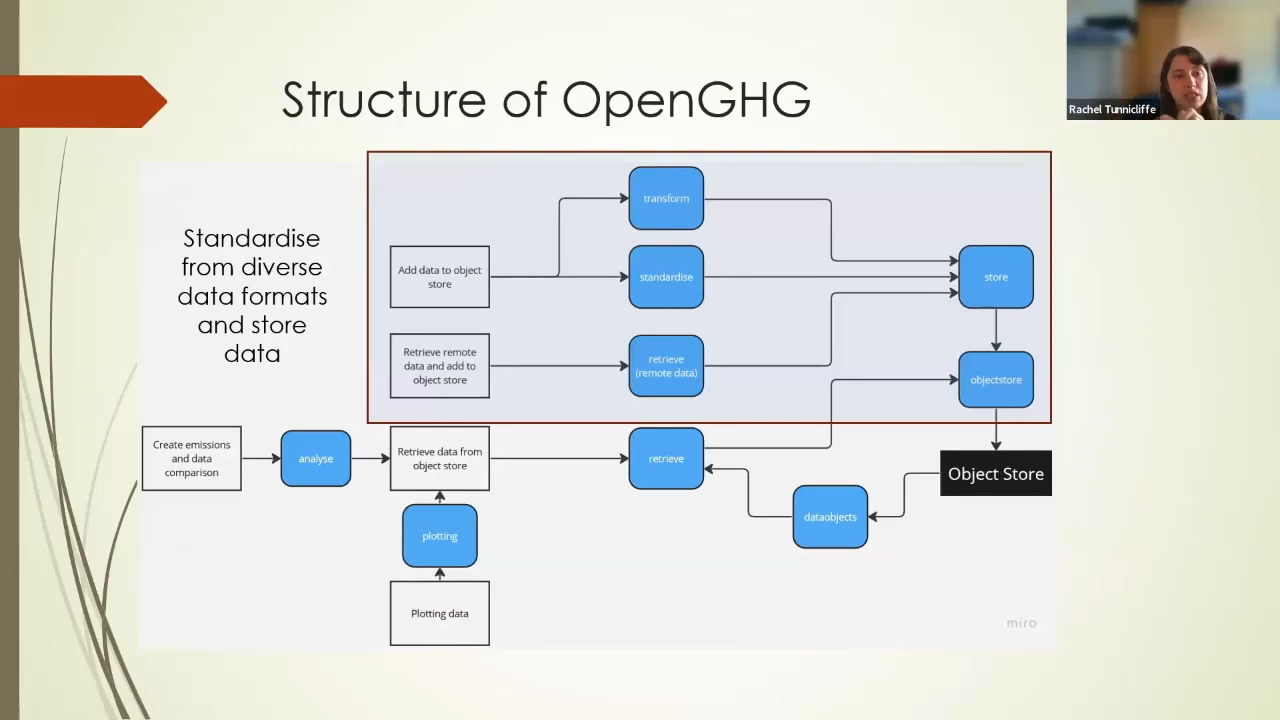 Structure of OpenGHG
Rachel Tunnicliffe
Standardise
from diverse
data formats
and store
data
transform
Add data to object
store
standardise
store
Retrieve remote
data and add to
object store
retrieve
(remote data)
objectstore
Create emissions
and data
comparison
analyse
Retrieve data from
object store
retrieve
Object Store
dataobjects
plotting
Plotting data
miro